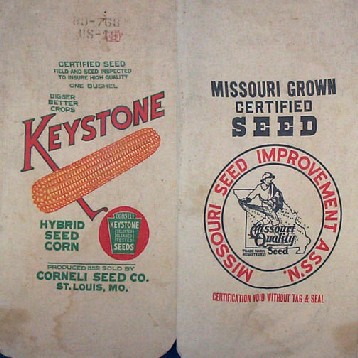 CERTIFIED SEED
FIELD AND SEED INSPECTED
TO INSURE HIGH QUALITY
ONE BUSHEL
BIGGER
BETTER
CROPS
KEYSTONE
HYBRID
SEED
CORN
KEYSTONE
SEEDS
PRODUCED AND SOLD BY
CORNELI SEED CO.
ST. LOUIS, MO.
MISSOURI GROWN
CERTIFIED
SEED
MISSOURI SEED IMPROVEMENT ASS'N.
Missouri
Quality
Seed
CERTIFICATION VOID WITHOUT TAG & SEAL